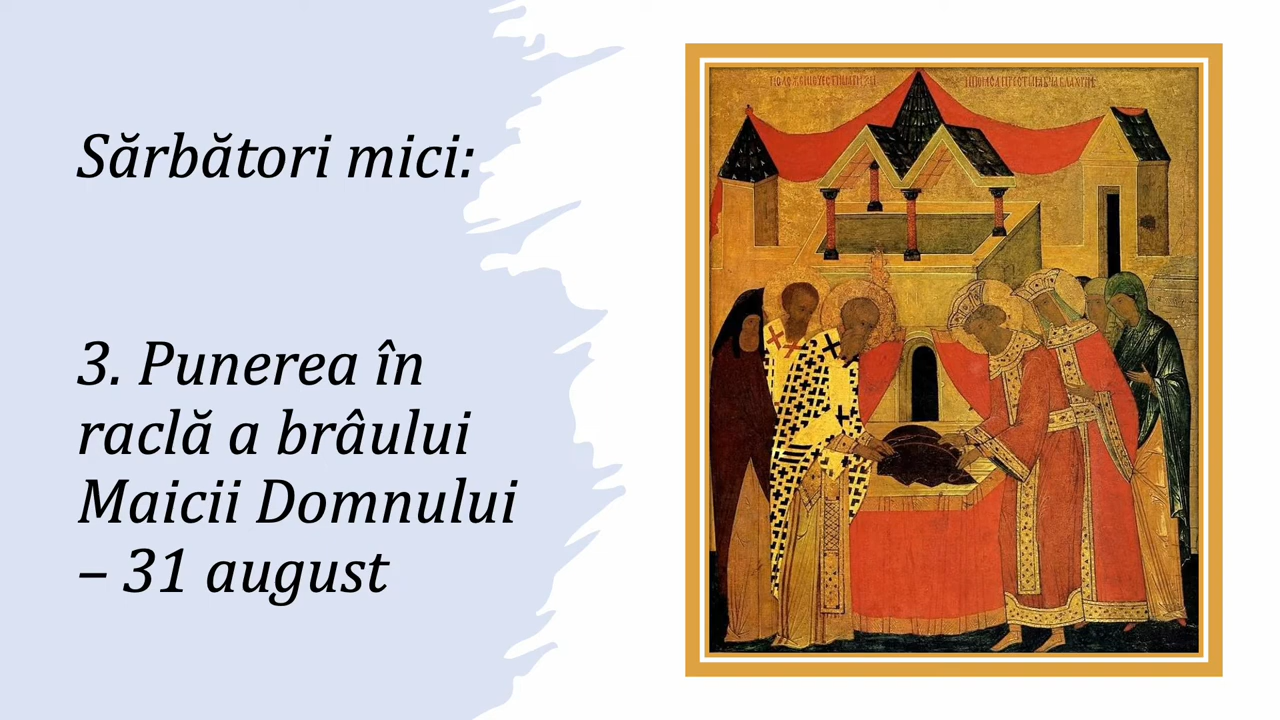 Sărbători mici:
3. Punerea în
raclă a brâului
Maicii Domnului
– 31 august